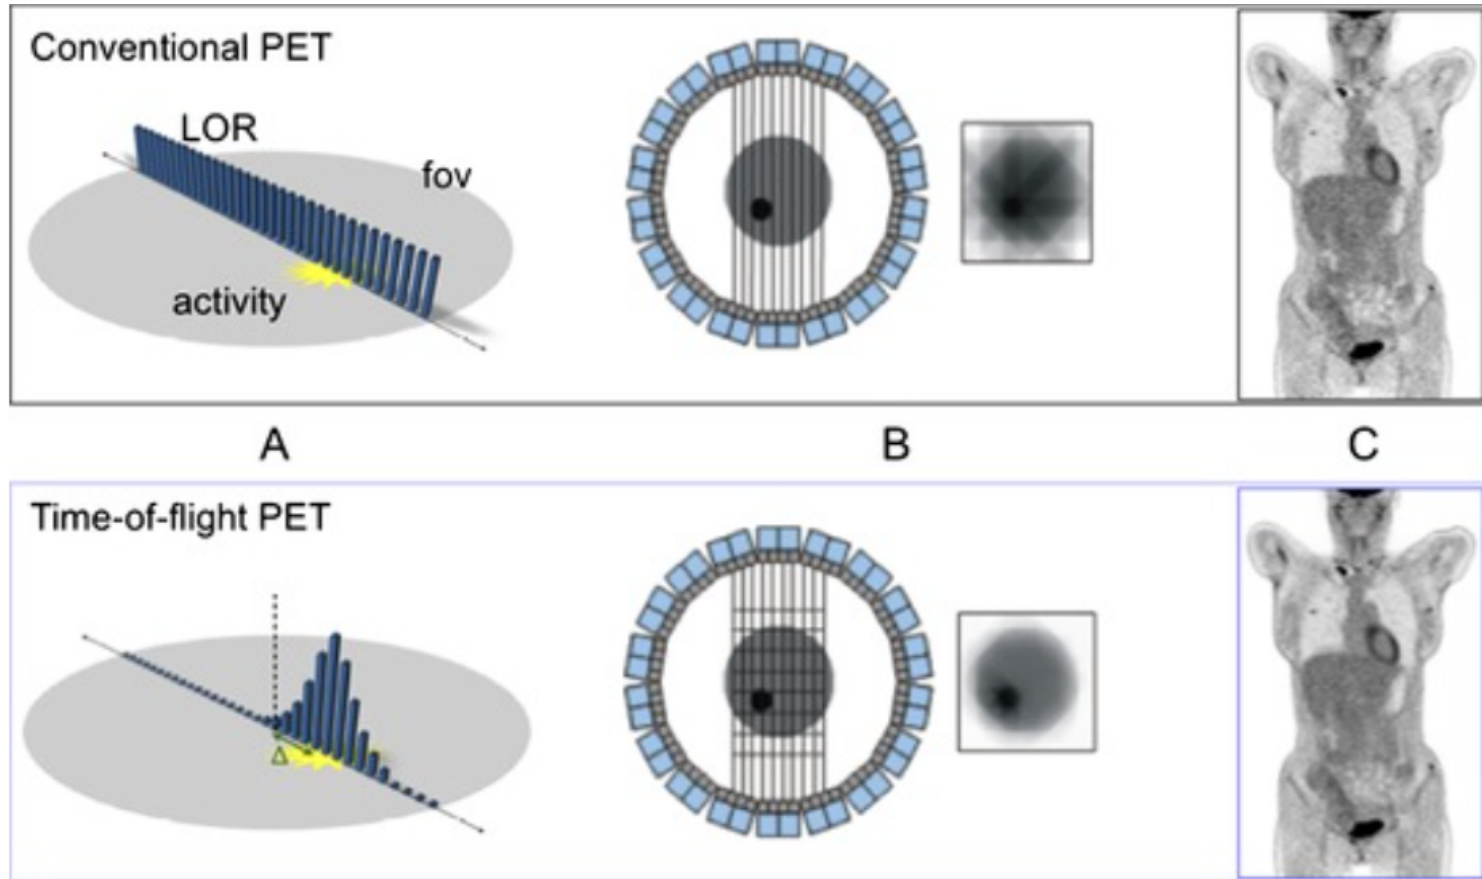 Conventional PET
LOR
fov
activity
A
B
C
Time-of-flight PET
Δ